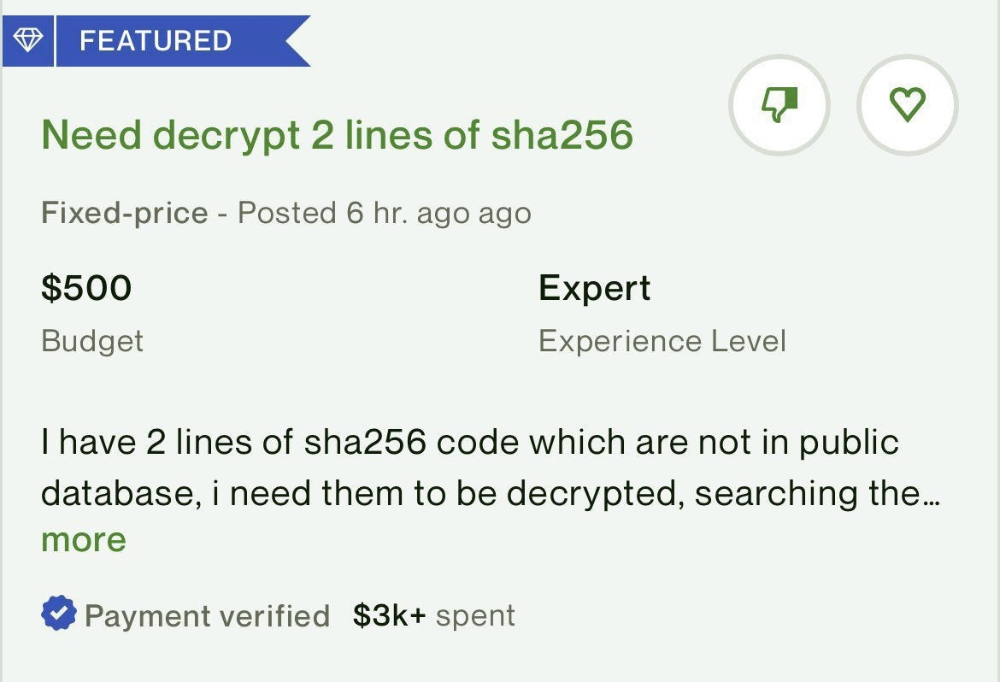 FEATURED
Need decrypt 2 lines of sha256
Fixed-price - Posted 6 hr. ago ago
$500
Budget
Expert
Experience Level
I have 2 lines of sha256 code which are not in public
database, i need them to be decrypted, searching the...
more
Payment verified $3k+ spent